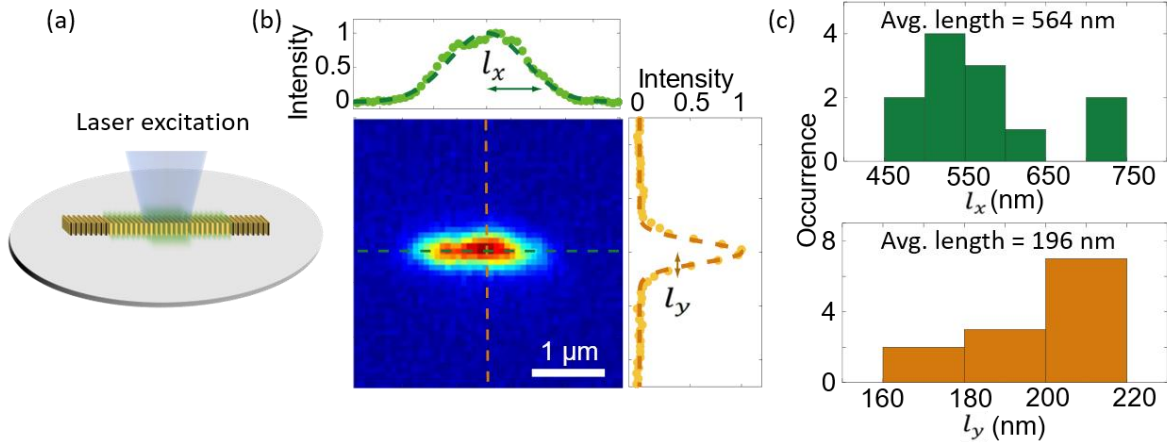 (a)
Laser excitation
(b)
Intensity
1
0.5
0
lₓ
Intensity
0 0.5 1
l_y
1 µm
(c)
Avg. length = 564 nm
4
2
0
450 550 650 750
lₓ (nm)
Occurrence
Avg. length = 196 nm
8
4
0
160 180 200 220
l_y (nm)